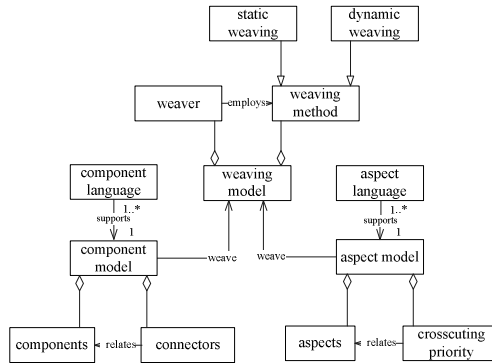 static
weaving
dynamic
weaving
weaver
employs
weaving
method
component
language
weaving
model
aspect
language
1..*
supports
1
1..*
supports
1
component
model
weave
weave
aspect model
components
relates
connectors
aspects
relates
crosscuting
priority